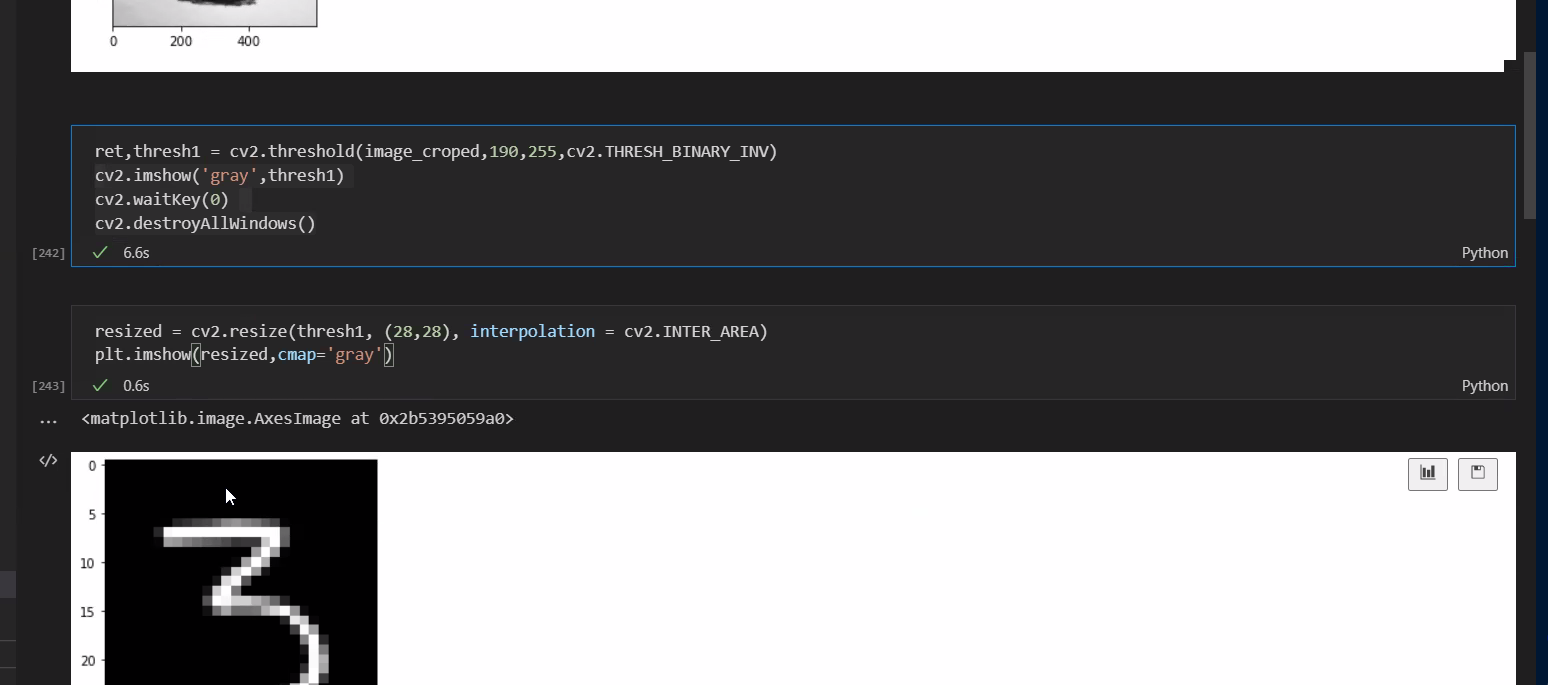 0 200 400
ret,thresh1 = cv2.threshold(image_croped,190,255,cv2.THRESH_BINARY_INV)
cv2.imshow('gray',thresh1)
cv2.waitKey(0)
cv2.destroyAllWindows()
[242] ✓ 6.6s Python
resized = cv2.resize(thresh1, (28,28), interpolation = cv2.INTER_AREA)
plt.imshow(resized,cmap='gray')
[243] ✓ 0.6s Python
... <matplotlib.image.AxesImage at 0x2b5395059a0>
</>
0
5
10
15
20
3